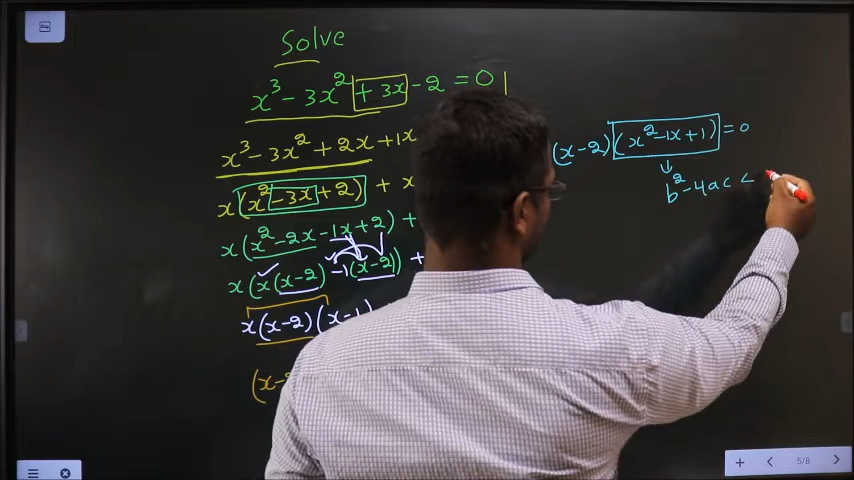 Solve
x³ - 3x² + 3x - 2 = 0
x³ - 3x² + 2x + 1x
x(x² - 3x + 2) + x
x(x² - 2x - 1x + 2) +
x(x(x-2) -1(x-2)) +
x(x-2)(x-1)
(x-
(x-2)(x² - 1x + 1) = 0
b² - 4ac <
5/8